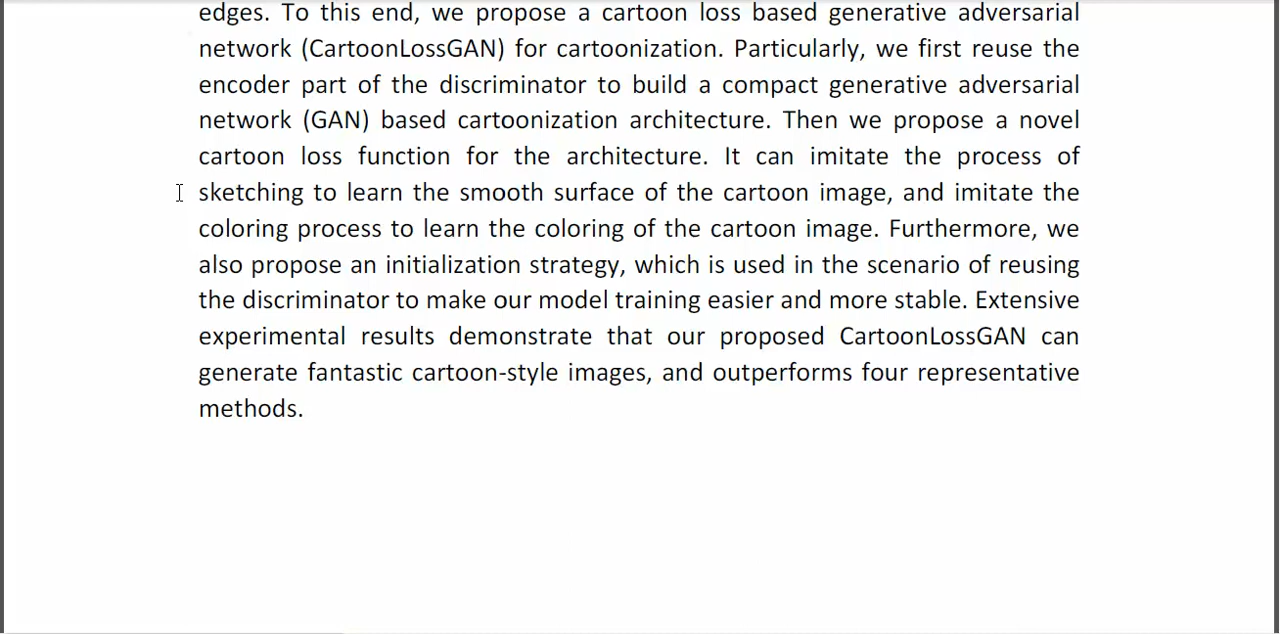 edges. To this end, we propose a cartoon loss based generative adversarial
network (CartoonLossGAN) for cartoonization. Particularly, we first reuse the
encoder part of the discriminator to build a compact generative adversarial
network (GAN) based cartoonization architecture. Then we propose a novel
cartoon loss function for the architecture. It can imitate the process of
sketching to learn the smooth surface of the cartoon image, and imitate the
coloring process to learn the coloring of the cartoon image. Furthermore, we
also propose an initialization strategy, which is used in the scenario of reusing
the discriminator to make our model training easier and more stable. Extensive
experimental results demonstrate that our proposed CartoonLossGAN can
generate fantastic cartoon-style images, and outperforms four representative
methods.